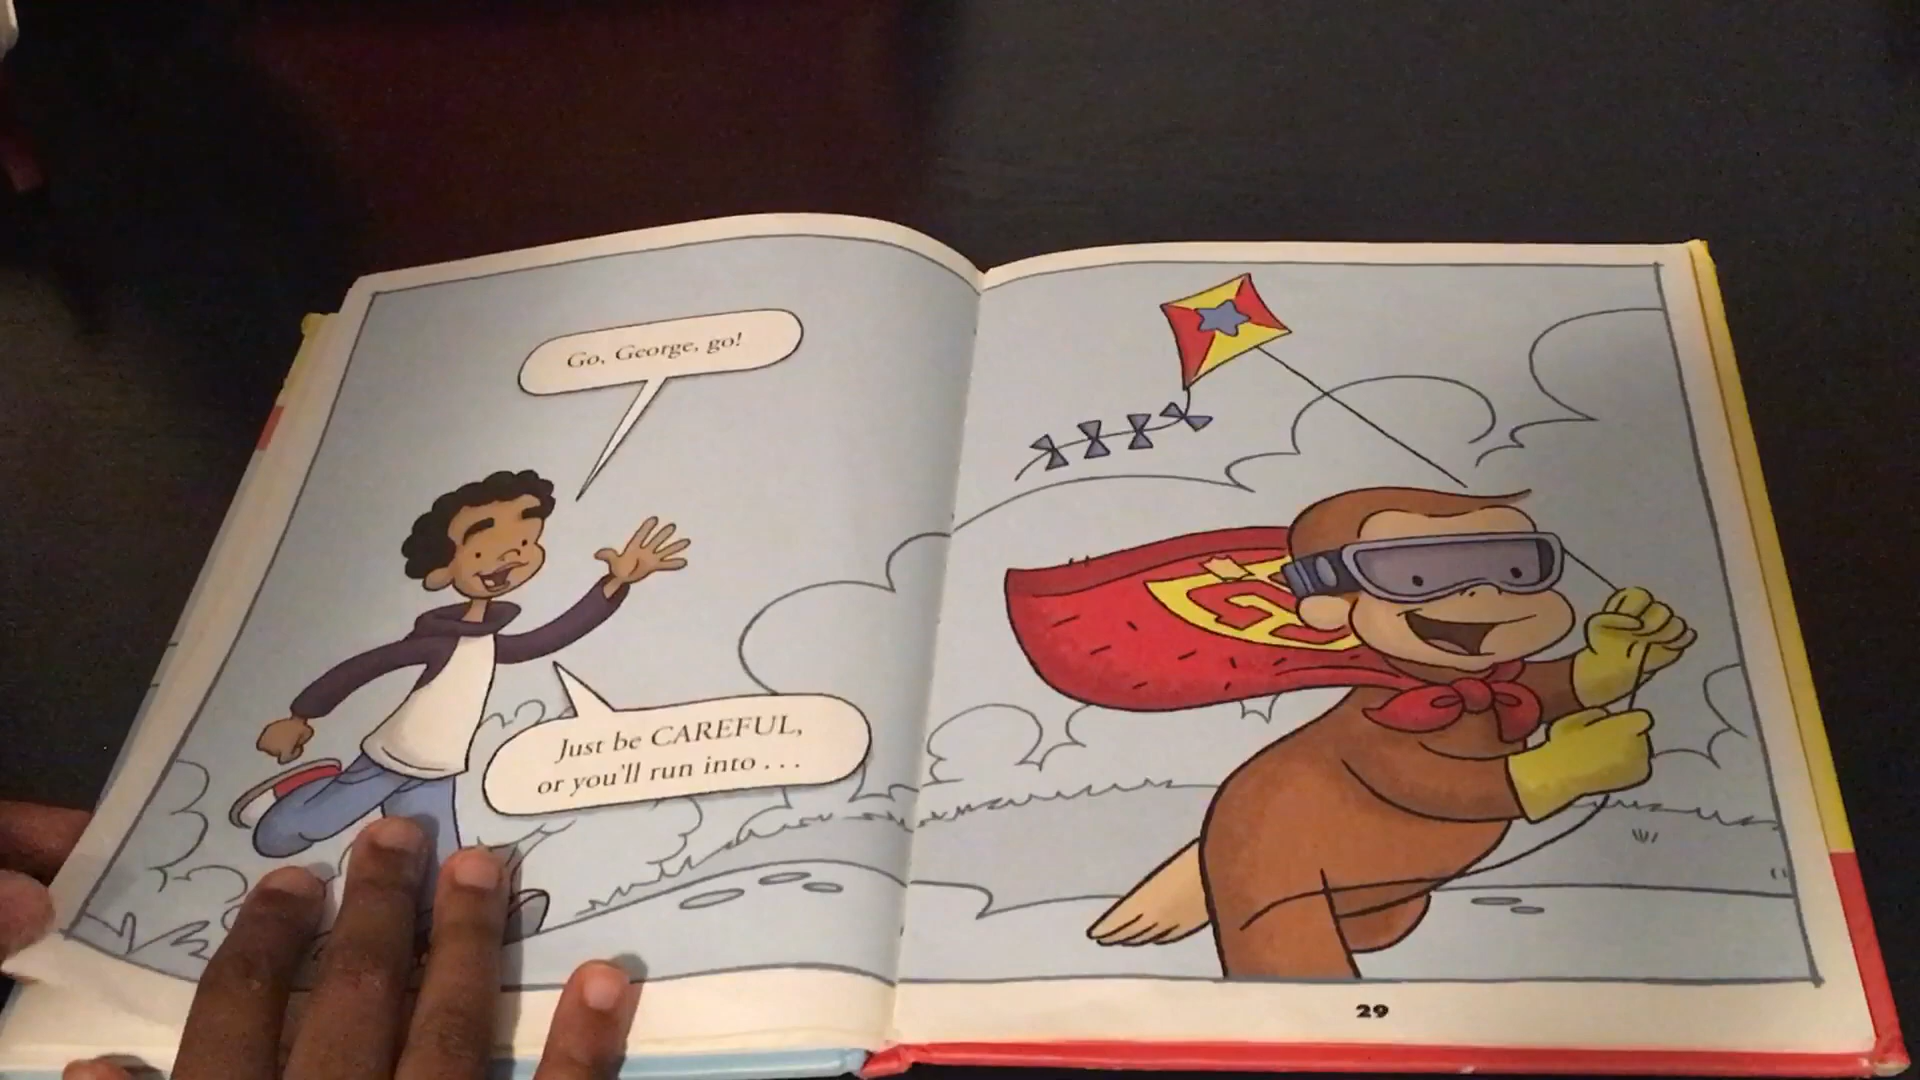 Go, George, go!
Just be CAREFUL,
or you'll run into . . .
G
29